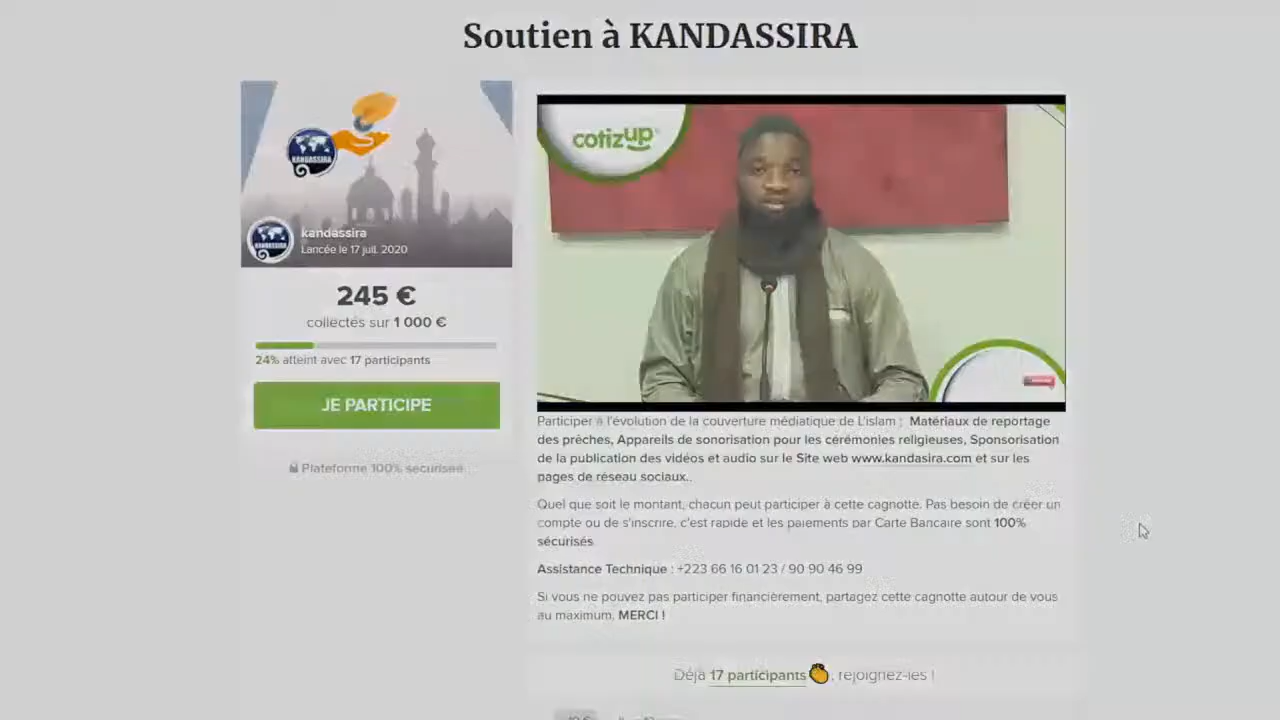 Soutien à KANDASSIRA
KANDASSIRA
KANDASSIRA
kandassira
Lancée le 17 juil. 2020
245 €
collectés sur 1 000 €
24% atteint avec 17 participants
JE PARTICIPE
Plateforme 100% sécurisée
cotizup
Participer à l'évolution de la couverture médiatique de L'islam : Matériaux de reportage
des prêches, Appareils de sonorisation pour les cérémonies religieuses, Sponsorisation
de la publication des vidéos et audio sur le Site web www.kandasira.com et sur les
pages de réseau sociaux..
Quel que soit le montant, chacun peut participer à cette cagnotte. Pas besoin de créer un
compte ou de s'inscrire, c'est rapide et les paiements par Carte Bancaire sont 100%
sécurisés
Assistance Technique : +223 66 16 01 23 / 90 90 46 99
Si vous ne pouvez pas participer financièrement, partagez cette cagnotte autour de vous
au maximum. MERCI !
Déjà 17 participants, rejoignez-les !